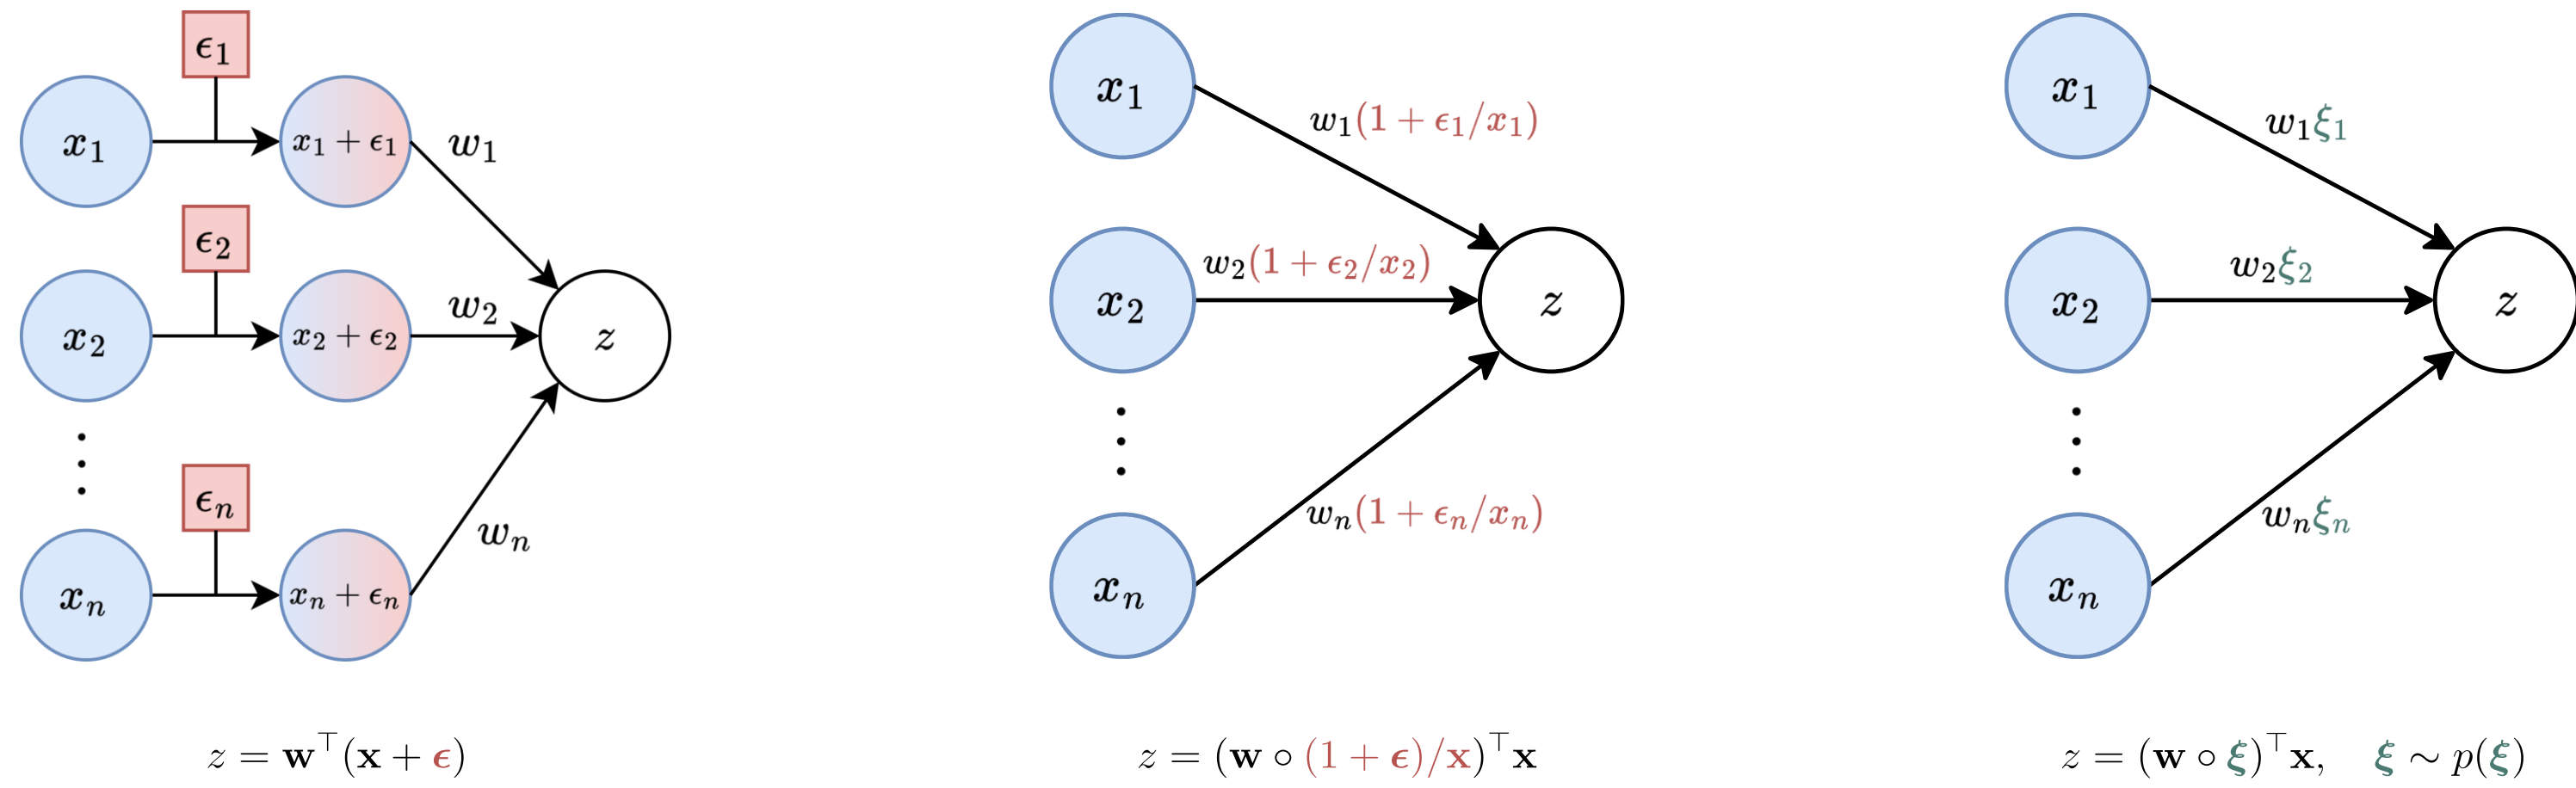 ϵ₁
x₁
x₁ + ϵ₁
w₁
ϵ₂
x₂
x₂ + ϵ₂
w₂
z
⋮
ϵₙ
xₙ
xₙ + ϵₙ
wₙ
z = w⊤(x + ϵ)
x₁
w₁(1 + ϵ₁/x₁)
x₂
w₂(1 + ϵ₂/x₂)
z
⋮
xₙ
wₙ(1 + ϵₙ/xₙ)
z = (w ∘ (1 + ϵ)/x)⊤x
x₁
w₁ξ₁
x₂
w₂ξ₂
z
⋮
xₙ
wₙξₙ
z = (w ∘ ξ)⊤x, ξ ∼ p(ξ)